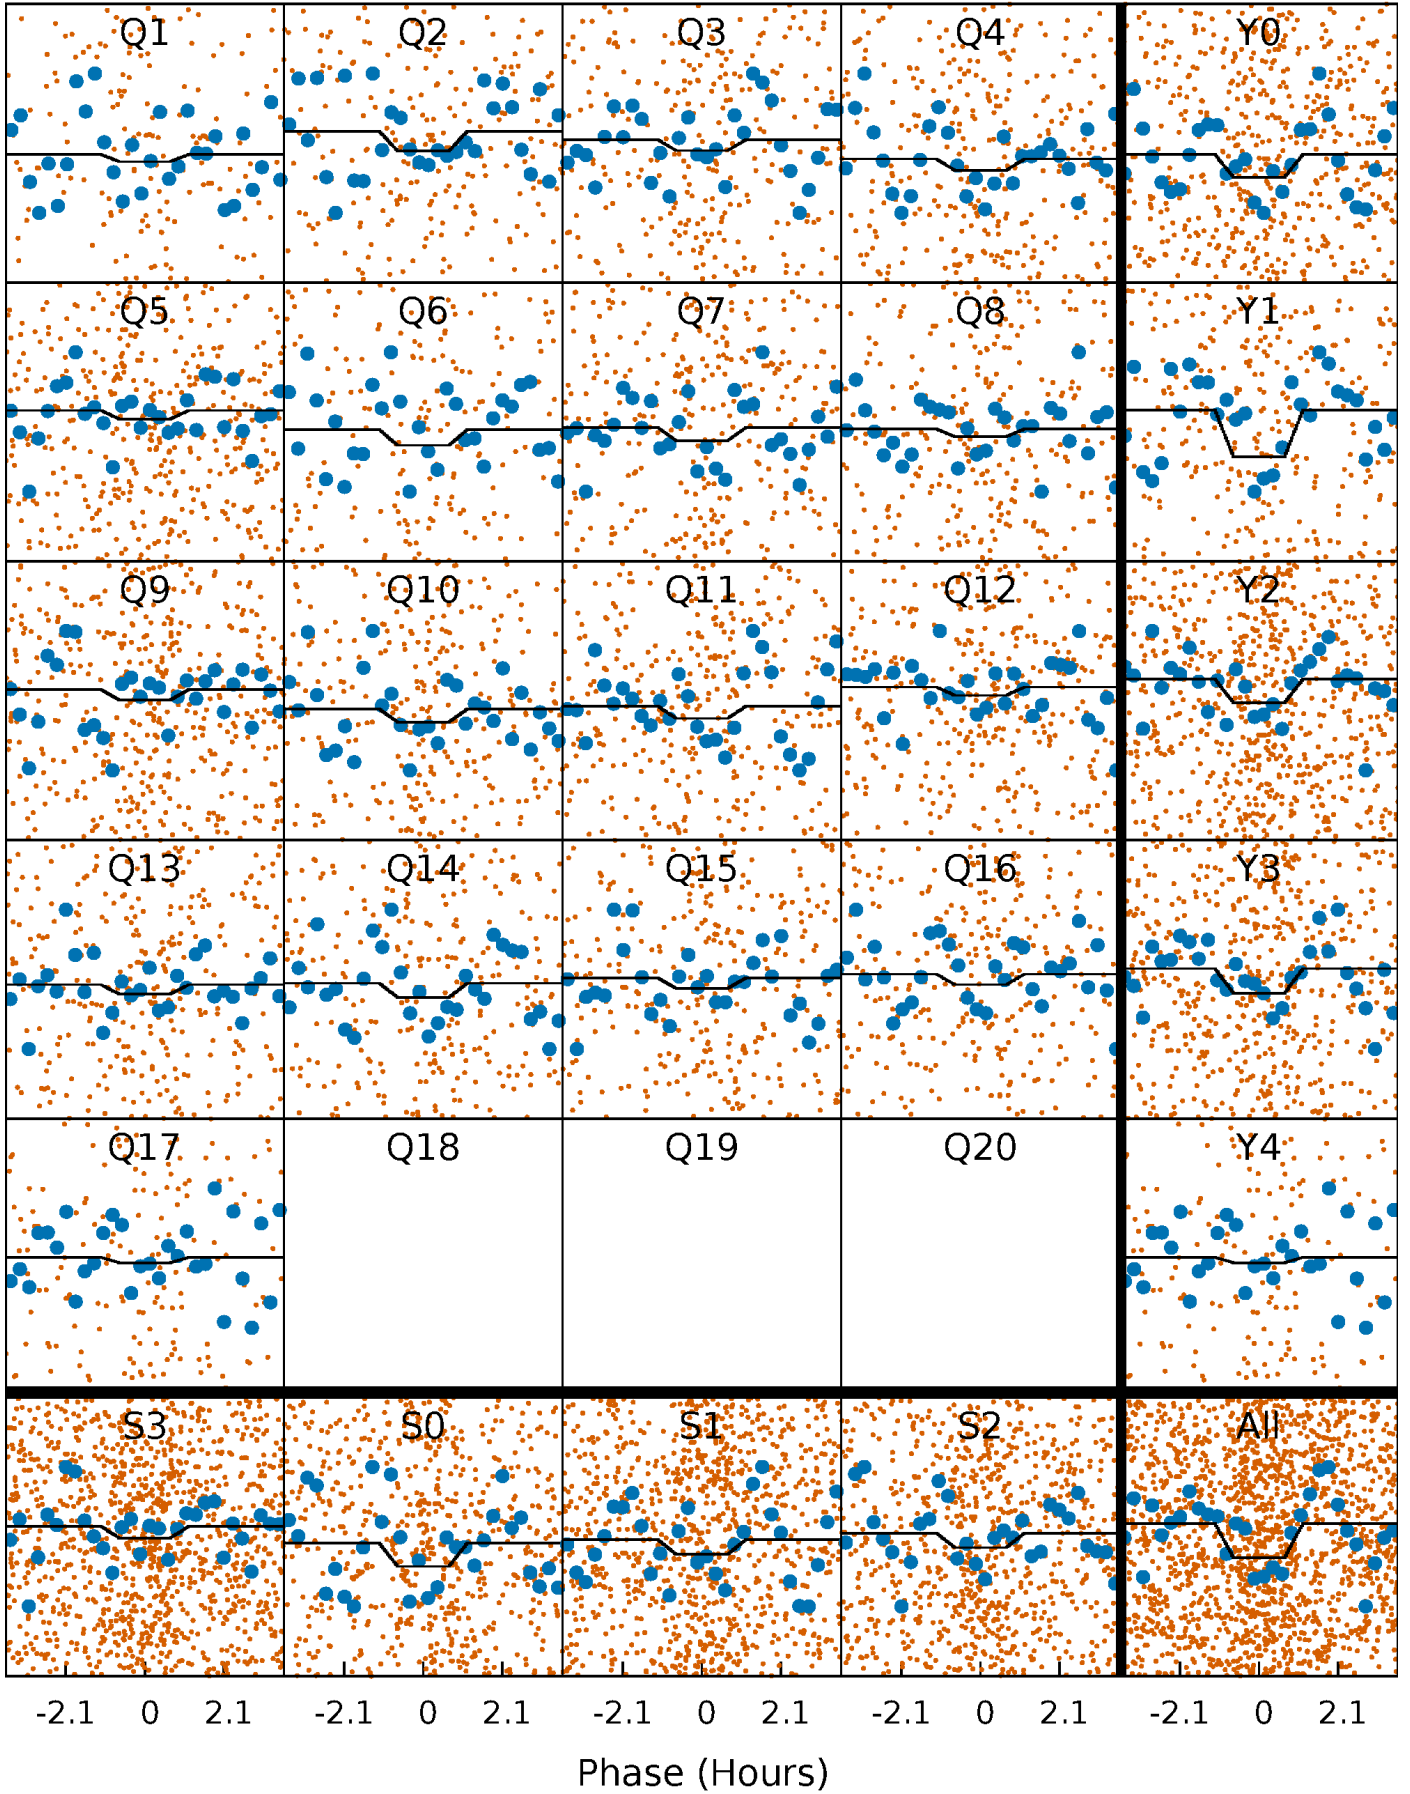 Q1 Q2 Q3 Q4 Y0
Q5 Q6 Q7 Q8 Y1
Q9 Q10 Q11 Q12 Y2
Q13 Q14 Q15 Q16 Y3
Q17 Q18 Q19 Q20 Y4
S3 S0 S1 S2 All
-2.1 0 2.1 -2.1 0 2.1 -2.1 0 2.1 -2.1 0 2.1 -2.1 0 2.1
Phase (Hours)